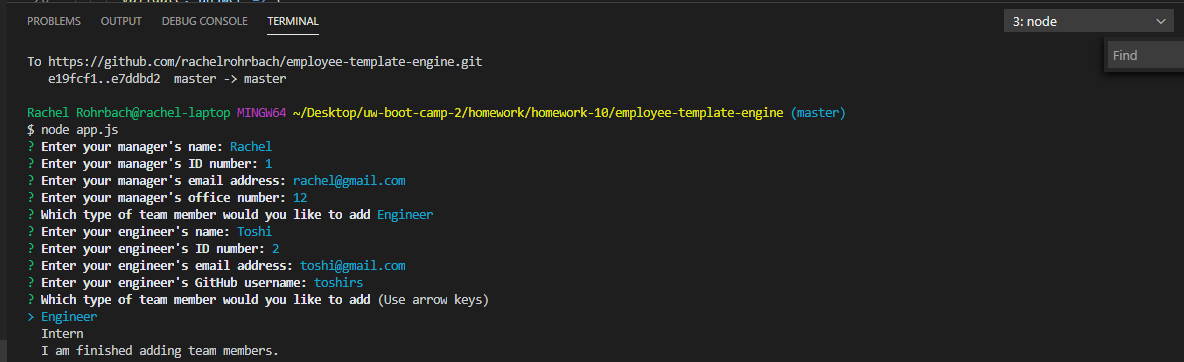 PROBLEMS OUTPUT DEBUG CONSOLE TERMINAL 3: node
Find
To https://github.com/rachelrohrbach/employee-template-engine.git
e19fcf1..e7ddbd2 master -> master
Rachel Rohrbach@rachel-laptop MINGW64 ~/Desktop/uw-boot-camp-2/homework/homework-10/employee-template-engine (master)
$ node app.js
? Enter your manager's name: Rachel
? Enter your manager's ID number: 1
? Enter your manager's email address: rachel@gmail.com
? Enter your manager's office number: 12
? Which type of team member would you like to add Engineer
? Enter your engineer's name: Toshi
? Enter your engineer's ID number: 2
? Enter your engineer's email address: toshi@gmail.com
? Enter your engineer's GitHub username: toshirs
? Which type of team member would you like to add (Use arrow keys)
> Engineer
Intern
I am finished adding team members.